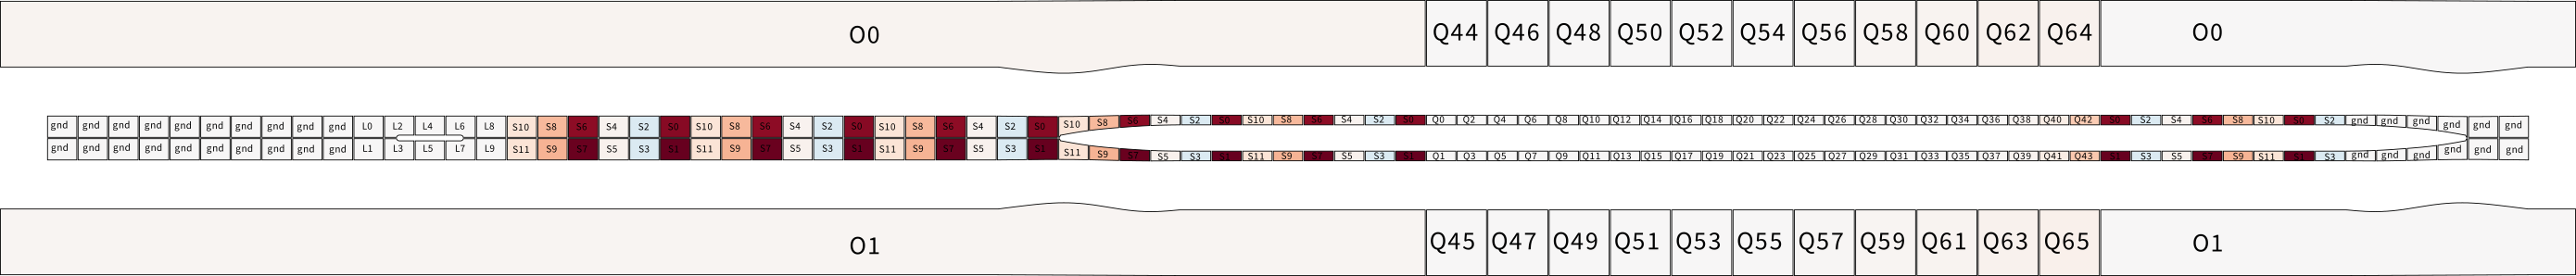 O0 Q44 Q46 Q48 Q50 Q52 Q54 Q56 Q58 Q60 Q62 Q64 O0
gnd gnd gnd gnd gnd gnd gnd gnd gnd gnd L0 L2 L4 L6 L8 S10 S8 S6 S4 S2 S0 S10 S8 S6 S4 S2 S0 S10 S8 S6 S4 S2 S0 S10 S8 S6 S4 S2 S0 S10 S8 S6 S4 S2 S0 Q0 Q2 Q4 Q6 Q8 Q10 Q12 Q14 Q16 Q18 Q20 Q22 Q24 Q26 Q28 Q30 Q32 Q34 Q36 Q38 Q40 Q42 S0 S2 S4 S6 S8 S10 S0 S2 gnd gnd gnd gnd gnd gnd
gnd gnd gnd gnd gnd gnd gnd gnd gnd gnd L1 L3 L5 L7 L9 S11 S9 S7 S5 S3 S1 S11 S9 S7 S5 S3 S1 S11 S9 S7 S5 S3 S1 S11 S9 S7 S5 S3 S1 S11 S9 S7 S5 S3 S1 Q1 Q3 Q5 Q7 Q9 Q11 Q13 Q15 Q17 Q19 Q21 Q23 Q25 Q27 Q29 Q31 Q33 Q35 Q37 Q39 Q41 Q43 S1 S3 S5 S7 S9 S11 S1 S3 gnd gnd gnd gnd gnd gnd
O1 Q45 Q47 Q49 Q51 Q53 Q55 Q57 Q59 Q61 Q63 Q65 O1